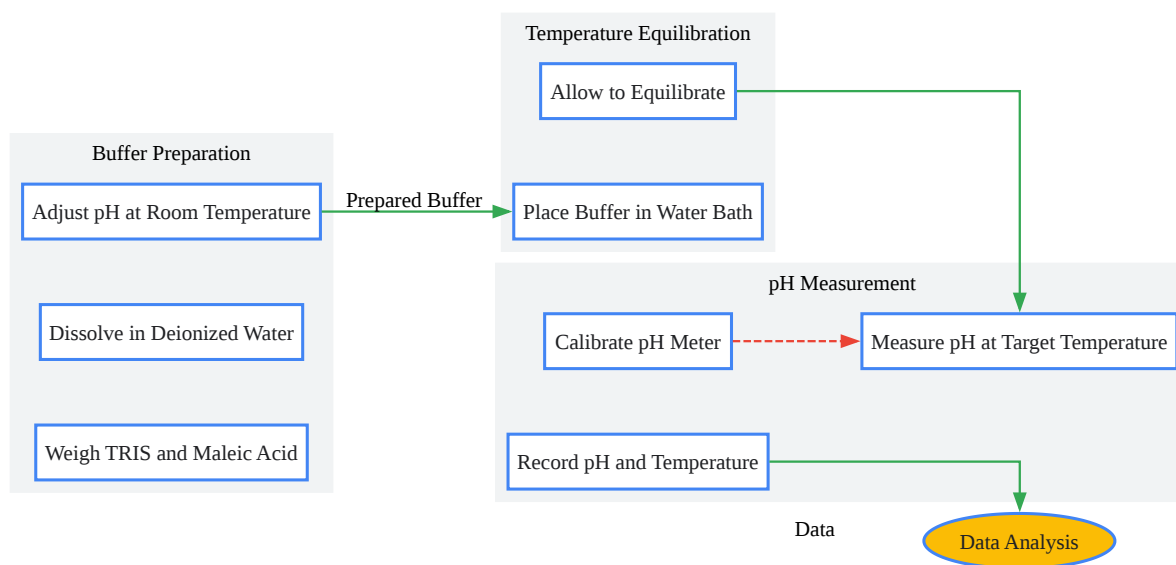 Temperature Equilibration
Allow to Equilibrate
Buffer Preparation
Adjust pH at Room Temperature
Prepared Buffer
Place Buffer in Water Bath
pH Measurement
Dissolve in Deionized Water
Calibrate pH Meter
Measure pH at Target Temperature
Weigh TRIS and Maleic Acid
Record pH and Temperature
Data
Data Analysis